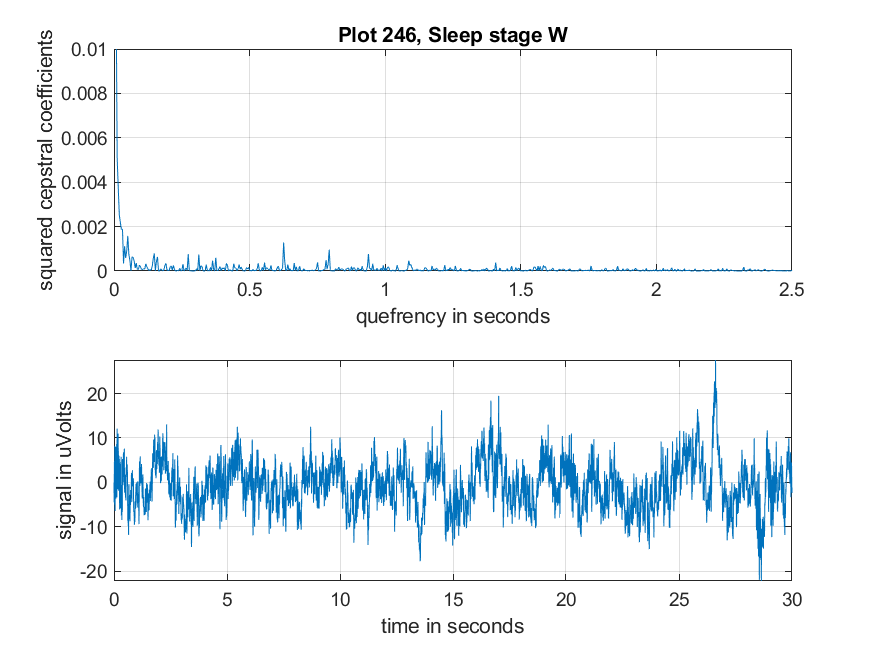 Plot 246, Sleep stage W
squared cepstral coefficients
0.01
0.008
0.006
0.004
0.002
0
0 0.5 1 1.5 2 2.5
quefrency in seconds
signal in uVolts
20
10
0
-10
-20
0 5 10 15 20 25 30
time in seconds